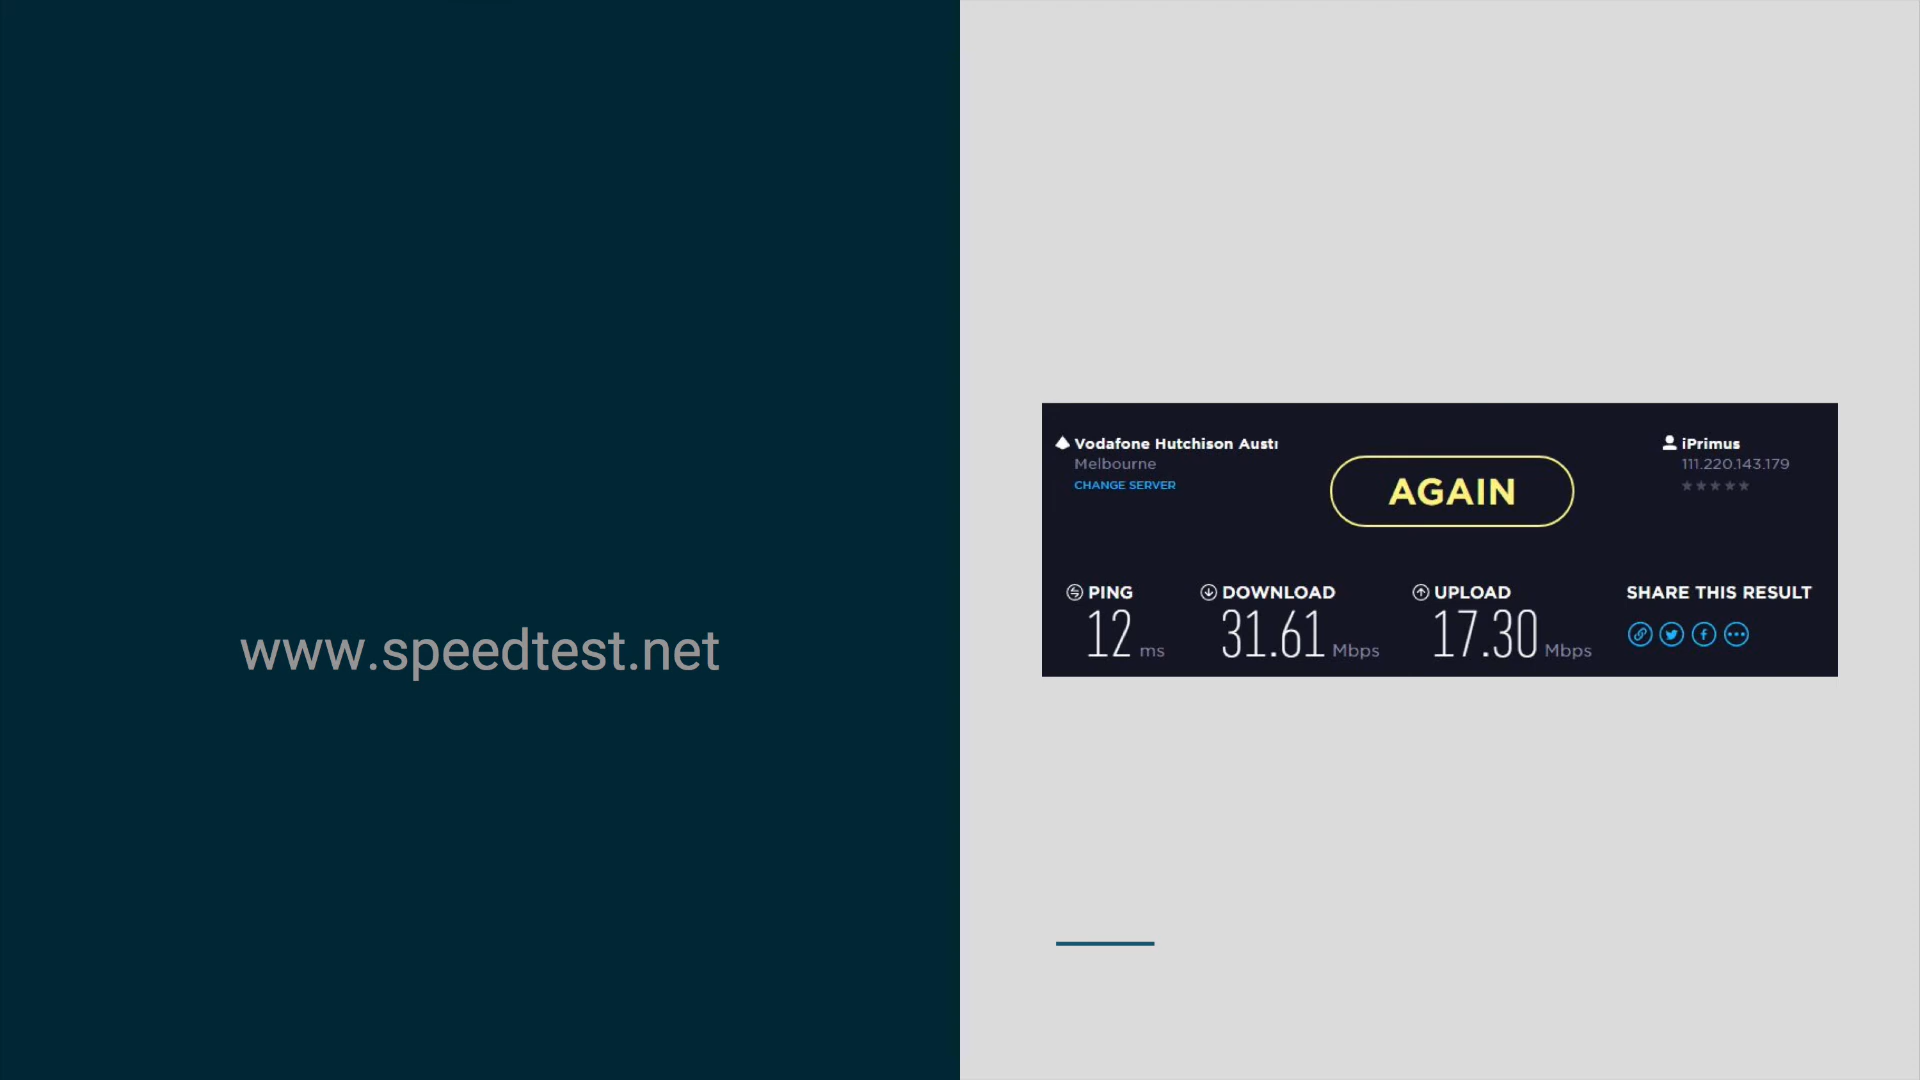 www.speedtest.net
Vodafone Hutchison Aust
Melbourne
CHANGE SERVER
AGAIN
iPrimus
111.220.143.179
PING
12 ms
DOWNLOAD
31.61 Mbps
UPLOAD
17.30 Mbps
SHARE THIS RESULT